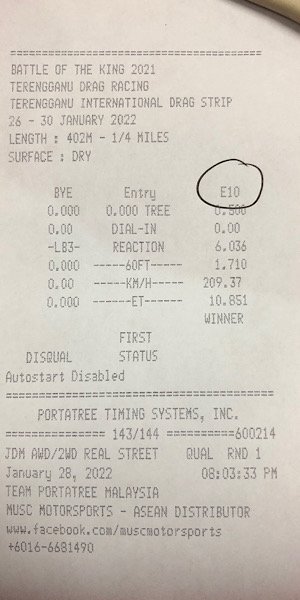 =====================================
BATTLE OF THE KING 2021
TERENGGANU DRAG RACING
TERENGGANU INTERNATIONAL DRAG STRIP
26 - 30 JANUARY 2022
LENGTH : 402M - 1/4 MILES
SURFACE : DRY
BYE Entry E10
0.000 0.000 TREE 0.500
0.00 DIAL-IN 0.00
-LB3- REACTION 6.036
0.000 ------60FT------ 1.710
0.00 ------KM/H------ 209.37
0.000 -------ET------- 10.851
WINNER
FIRST
DISQUAL STATUS
Autostart Disabled
=======================================
PORTATREE TIMING SYSTEMS, INC.
============== 143/144 ==========600214
JDM AWD/2WD REAL STREET QUAL RND 1
January 28, 2022 08:03:33 PM
TEAM PORTATREE MALAYSIA
MUSC MOTORSPORTS - ASEAN DISTRIBUTOR
www.facebook.com/muscmotorsports
+6016-6681490